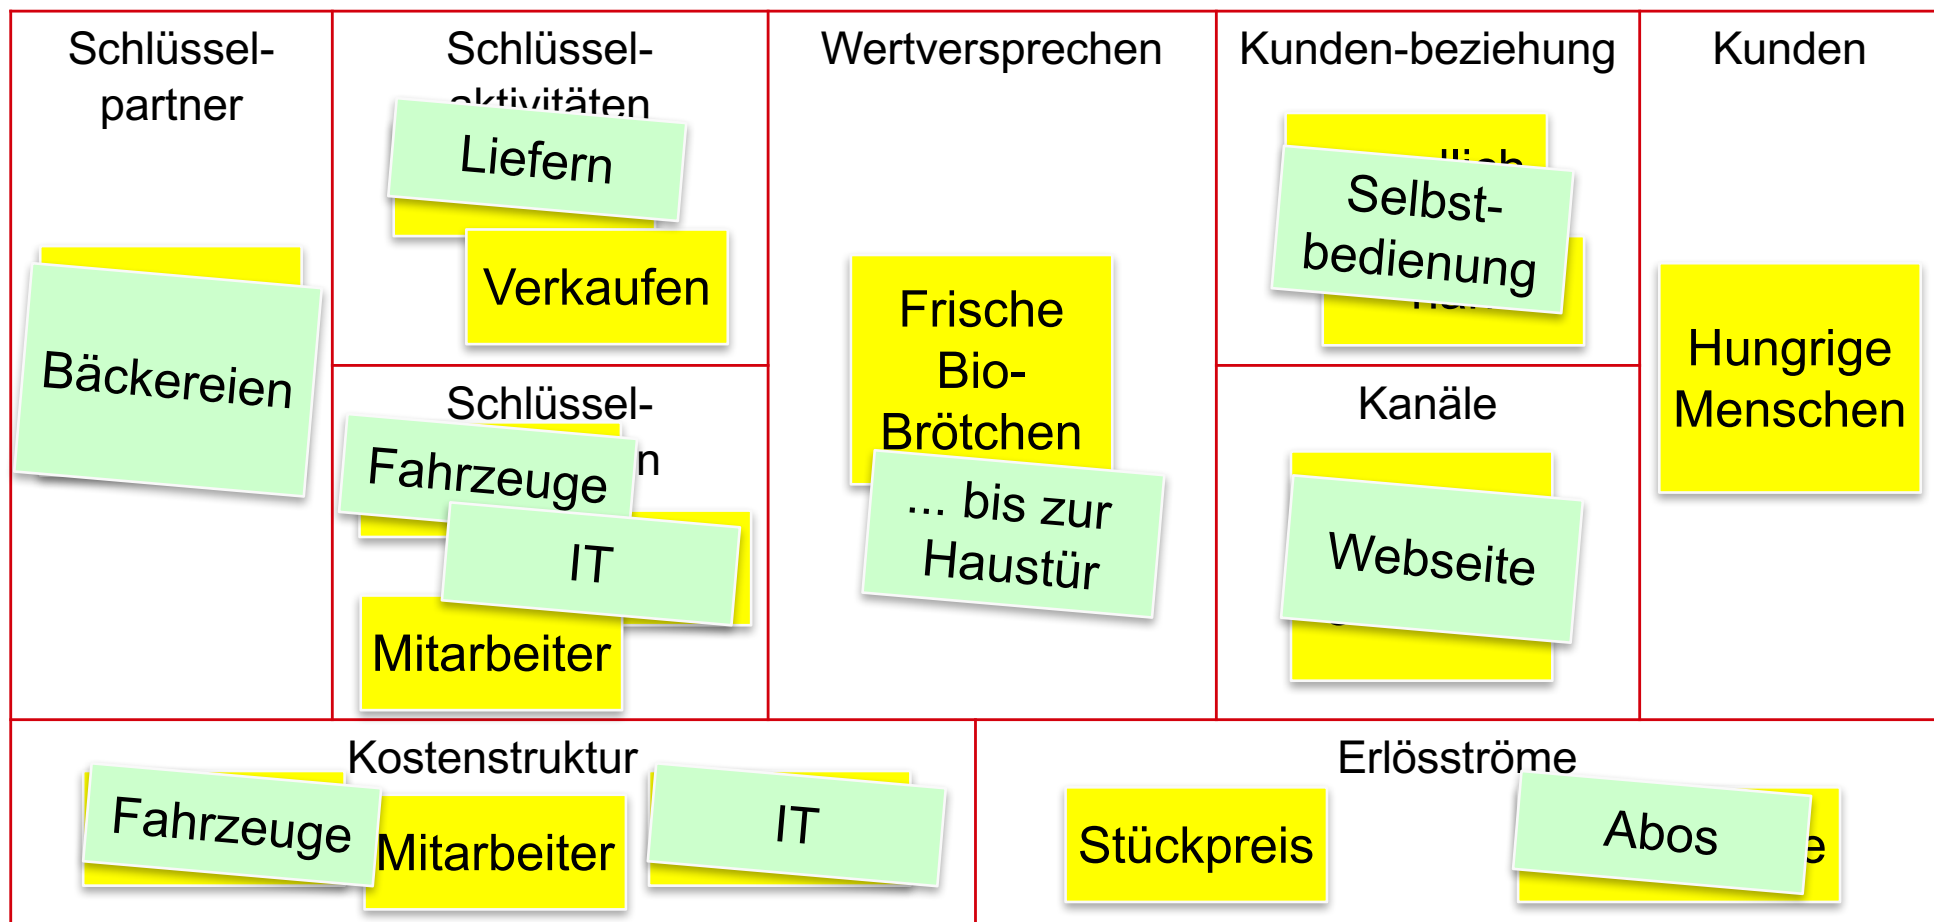 Schlüssel-
partner
Bäckereien
Schlüssel-
aktivitäten
Liefern
Verkaufen
Schlüssel-
Fahrzeuge
IT
Mitarbeiter
Wertversprechen
Frische
Bio-
Brötchen
... bis zur
Haustür
Kunden-beziehung
Selbst-
bedienung
Kanäle
Webseite
Kunden
Hungrige
Menschen
Kostenstruktur
Fahrzeuge
Mitarbeiter
IT
Erlösströme
Stückpreis
Abos